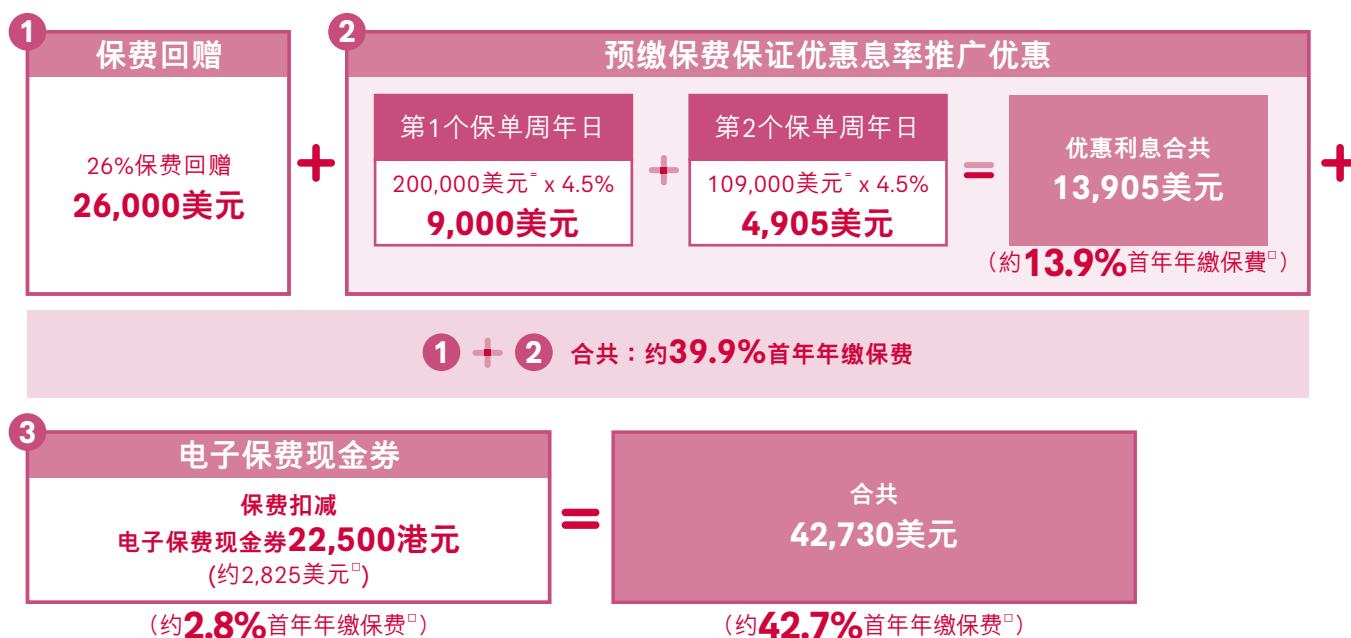 1
保费回赠
26%保费回赠
26,000美元
+
2
预缴保费保证优惠息率推广优惠
第1个保单周年日
200,000美元⁼ x 4.5%
9,000美元
+
第2个保单周年日
109,000美元⁼ x 4.5%
4,905美元
=
优惠利息合共
13,905美元
（約13.9%首年年繳保費□）
+
1 + 2 合共：约39.9%首年年缴保费
3
电子保费现金券
保费扣减
电子保费现金券22,500港元
(约2,825美元□)
（约2.8%首年年缴保费□）
=
合共
42,730美元
（约42.7%首年年缴保费□）